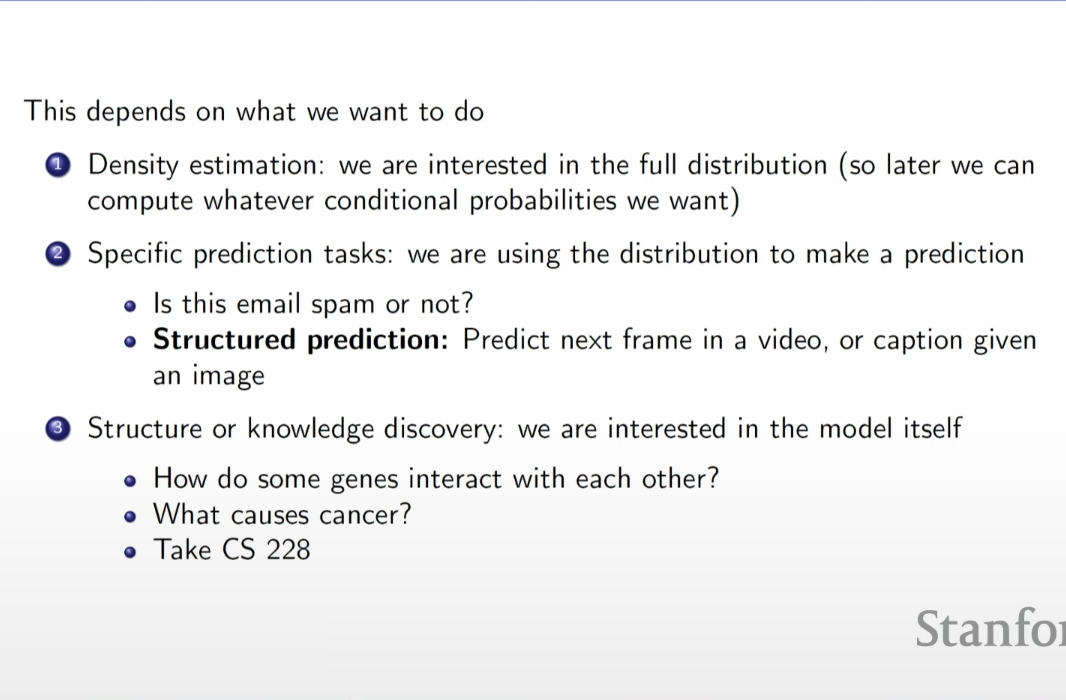 This depends on what we want to do
1 Density estimation: we are interested in the full distribution (so later we can
compute whatever conditional probabilities we want)
2 Specific prediction tasks: we are using the distribution to make a prediction
Is this email spam or not?
Structured prediction: Predict next frame in a video, or caption given
an image
3 Structure or knowledge discovery: we are interested in the model itself
How do some genes interact with each other?
What causes cancer?
Take CS 228
Stanfor